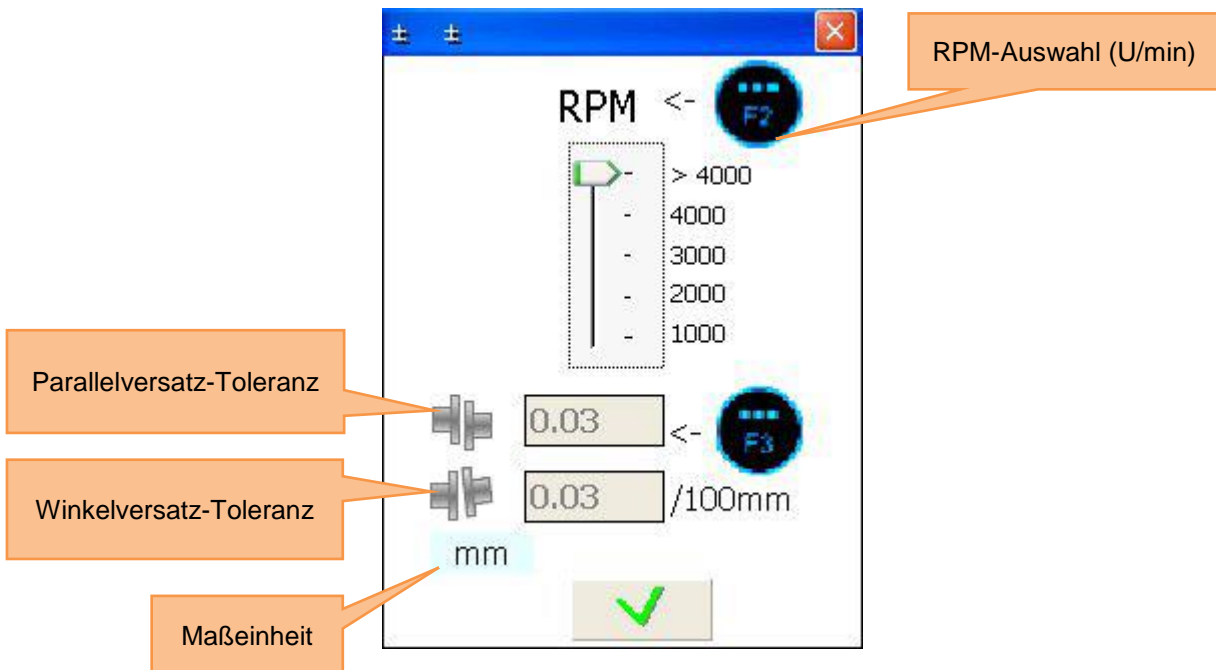 ± ±
RPM-Auswahl (U/min)
RPM <- F2
> 4000
4000
3000
2000
1000
Parallelversatz-Toleranz
0.03 <- F3
Winkelversatz-Toleranz
0.03 /100mm
mm
Maßeinheit